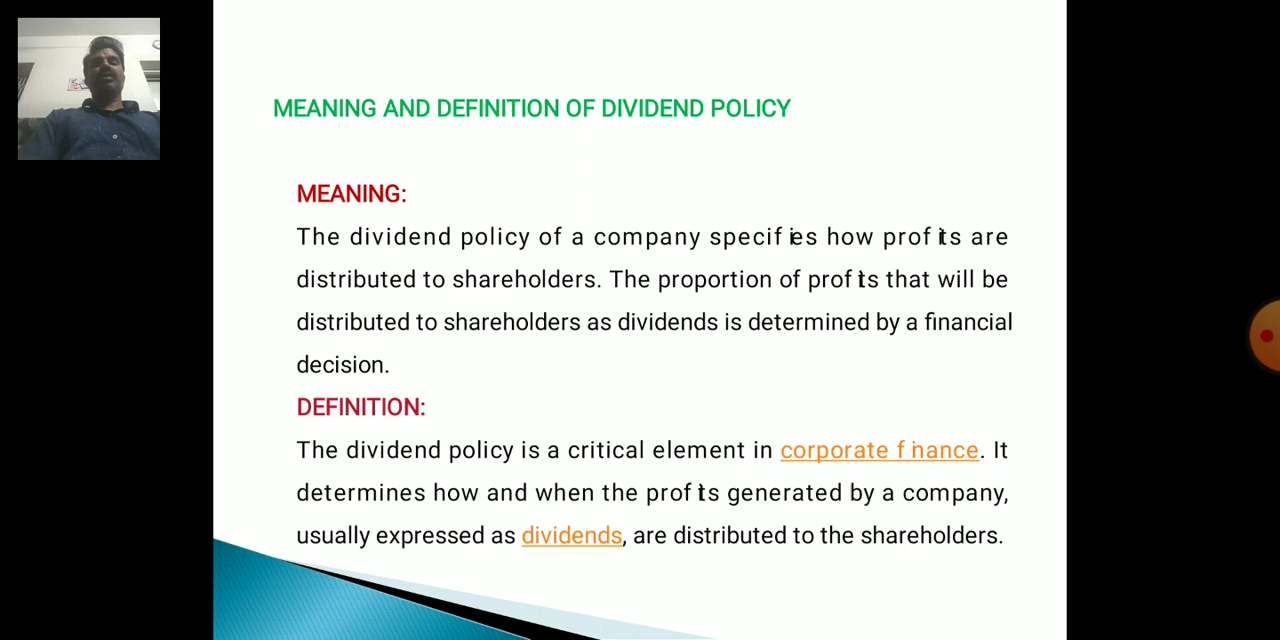 MEANING AND DEFINITION OF DIVIDEND POLICY
MEANING:
The dividend policy of a company specifies how profits are
distributed to shareholders. The proportion of profits that will be
distributed to shareholders as dividends is determined by a financial
decision.
DEFINITION:
The dividend policy is a critical element in corporate finance. It
determines how and when the profits generated by a company,
usually expressed as dividends, are distributed to the shareholders.